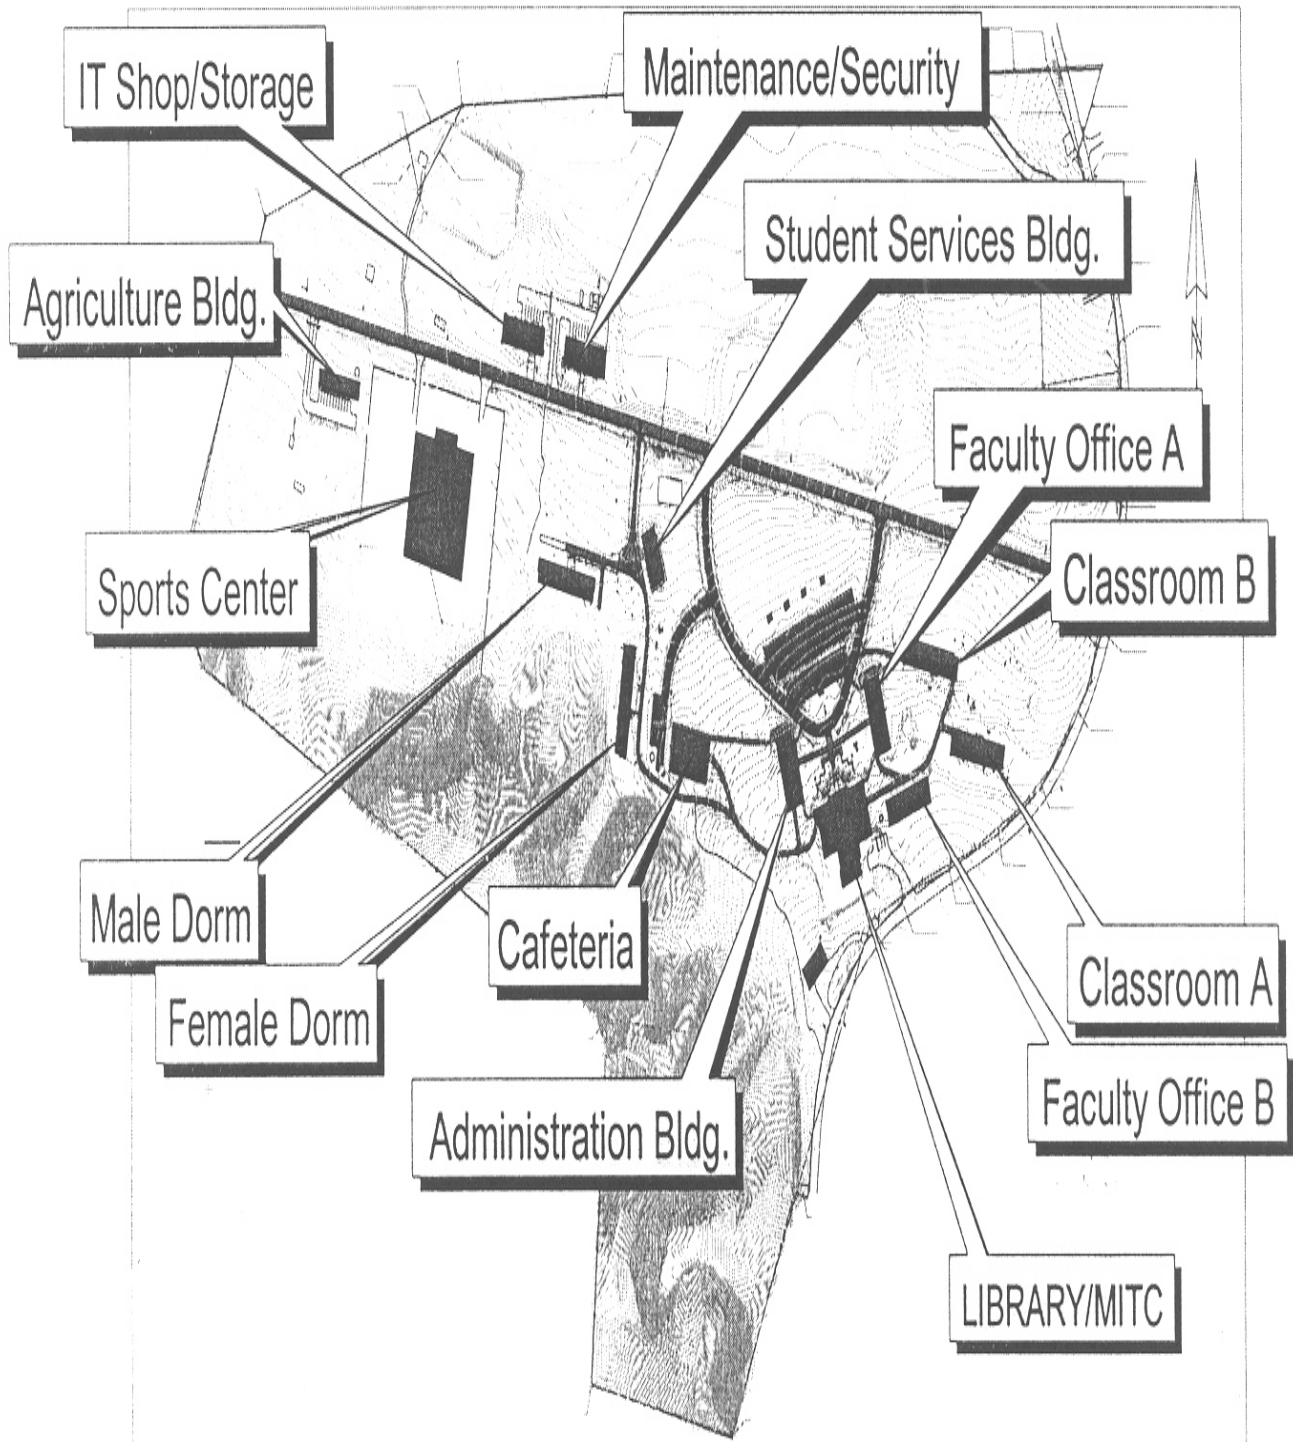 IT Shop/Storage
Maintenance/Security
Student Services Bldg.
Agriculture Bldg.
N
Faculty Office A
Classroom B
Sports Center
Male Dorm
Cafeteria
Classroom A
Female Dorm
Faculty Office B
Administration Bldg.
LIBRARY/MITC